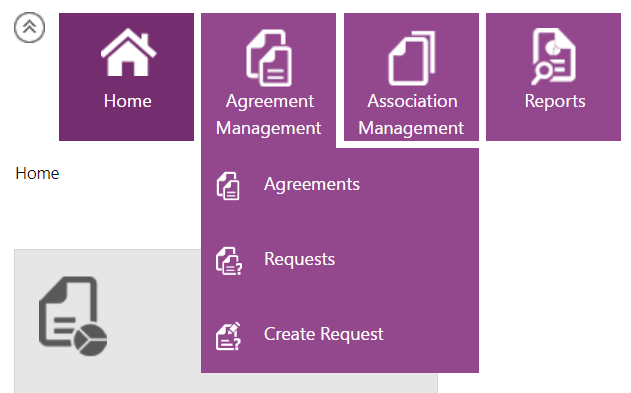 Home
Agreement
Management
Association
Management
Reports
Home
Agreements
Requests
Create Request